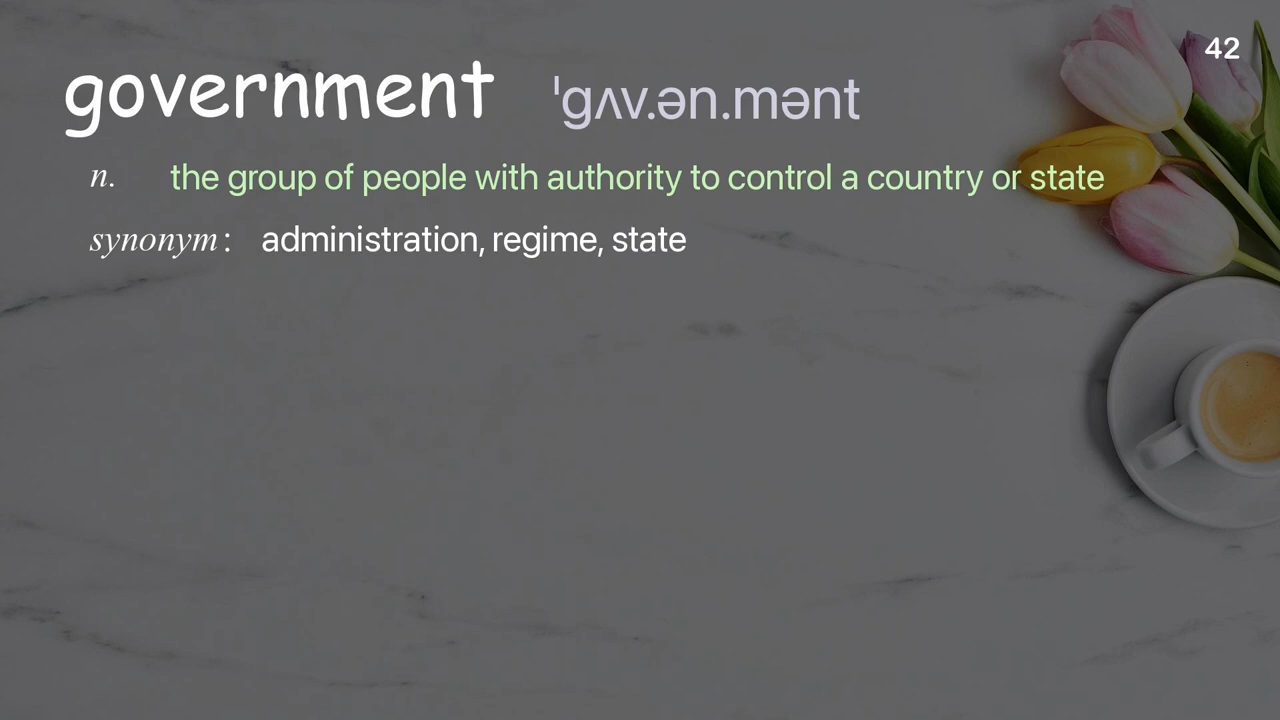 42
government ˈgʌv.ən.mənt
n. the group of people with authority to control a country or state
synonym: administration, regime, state